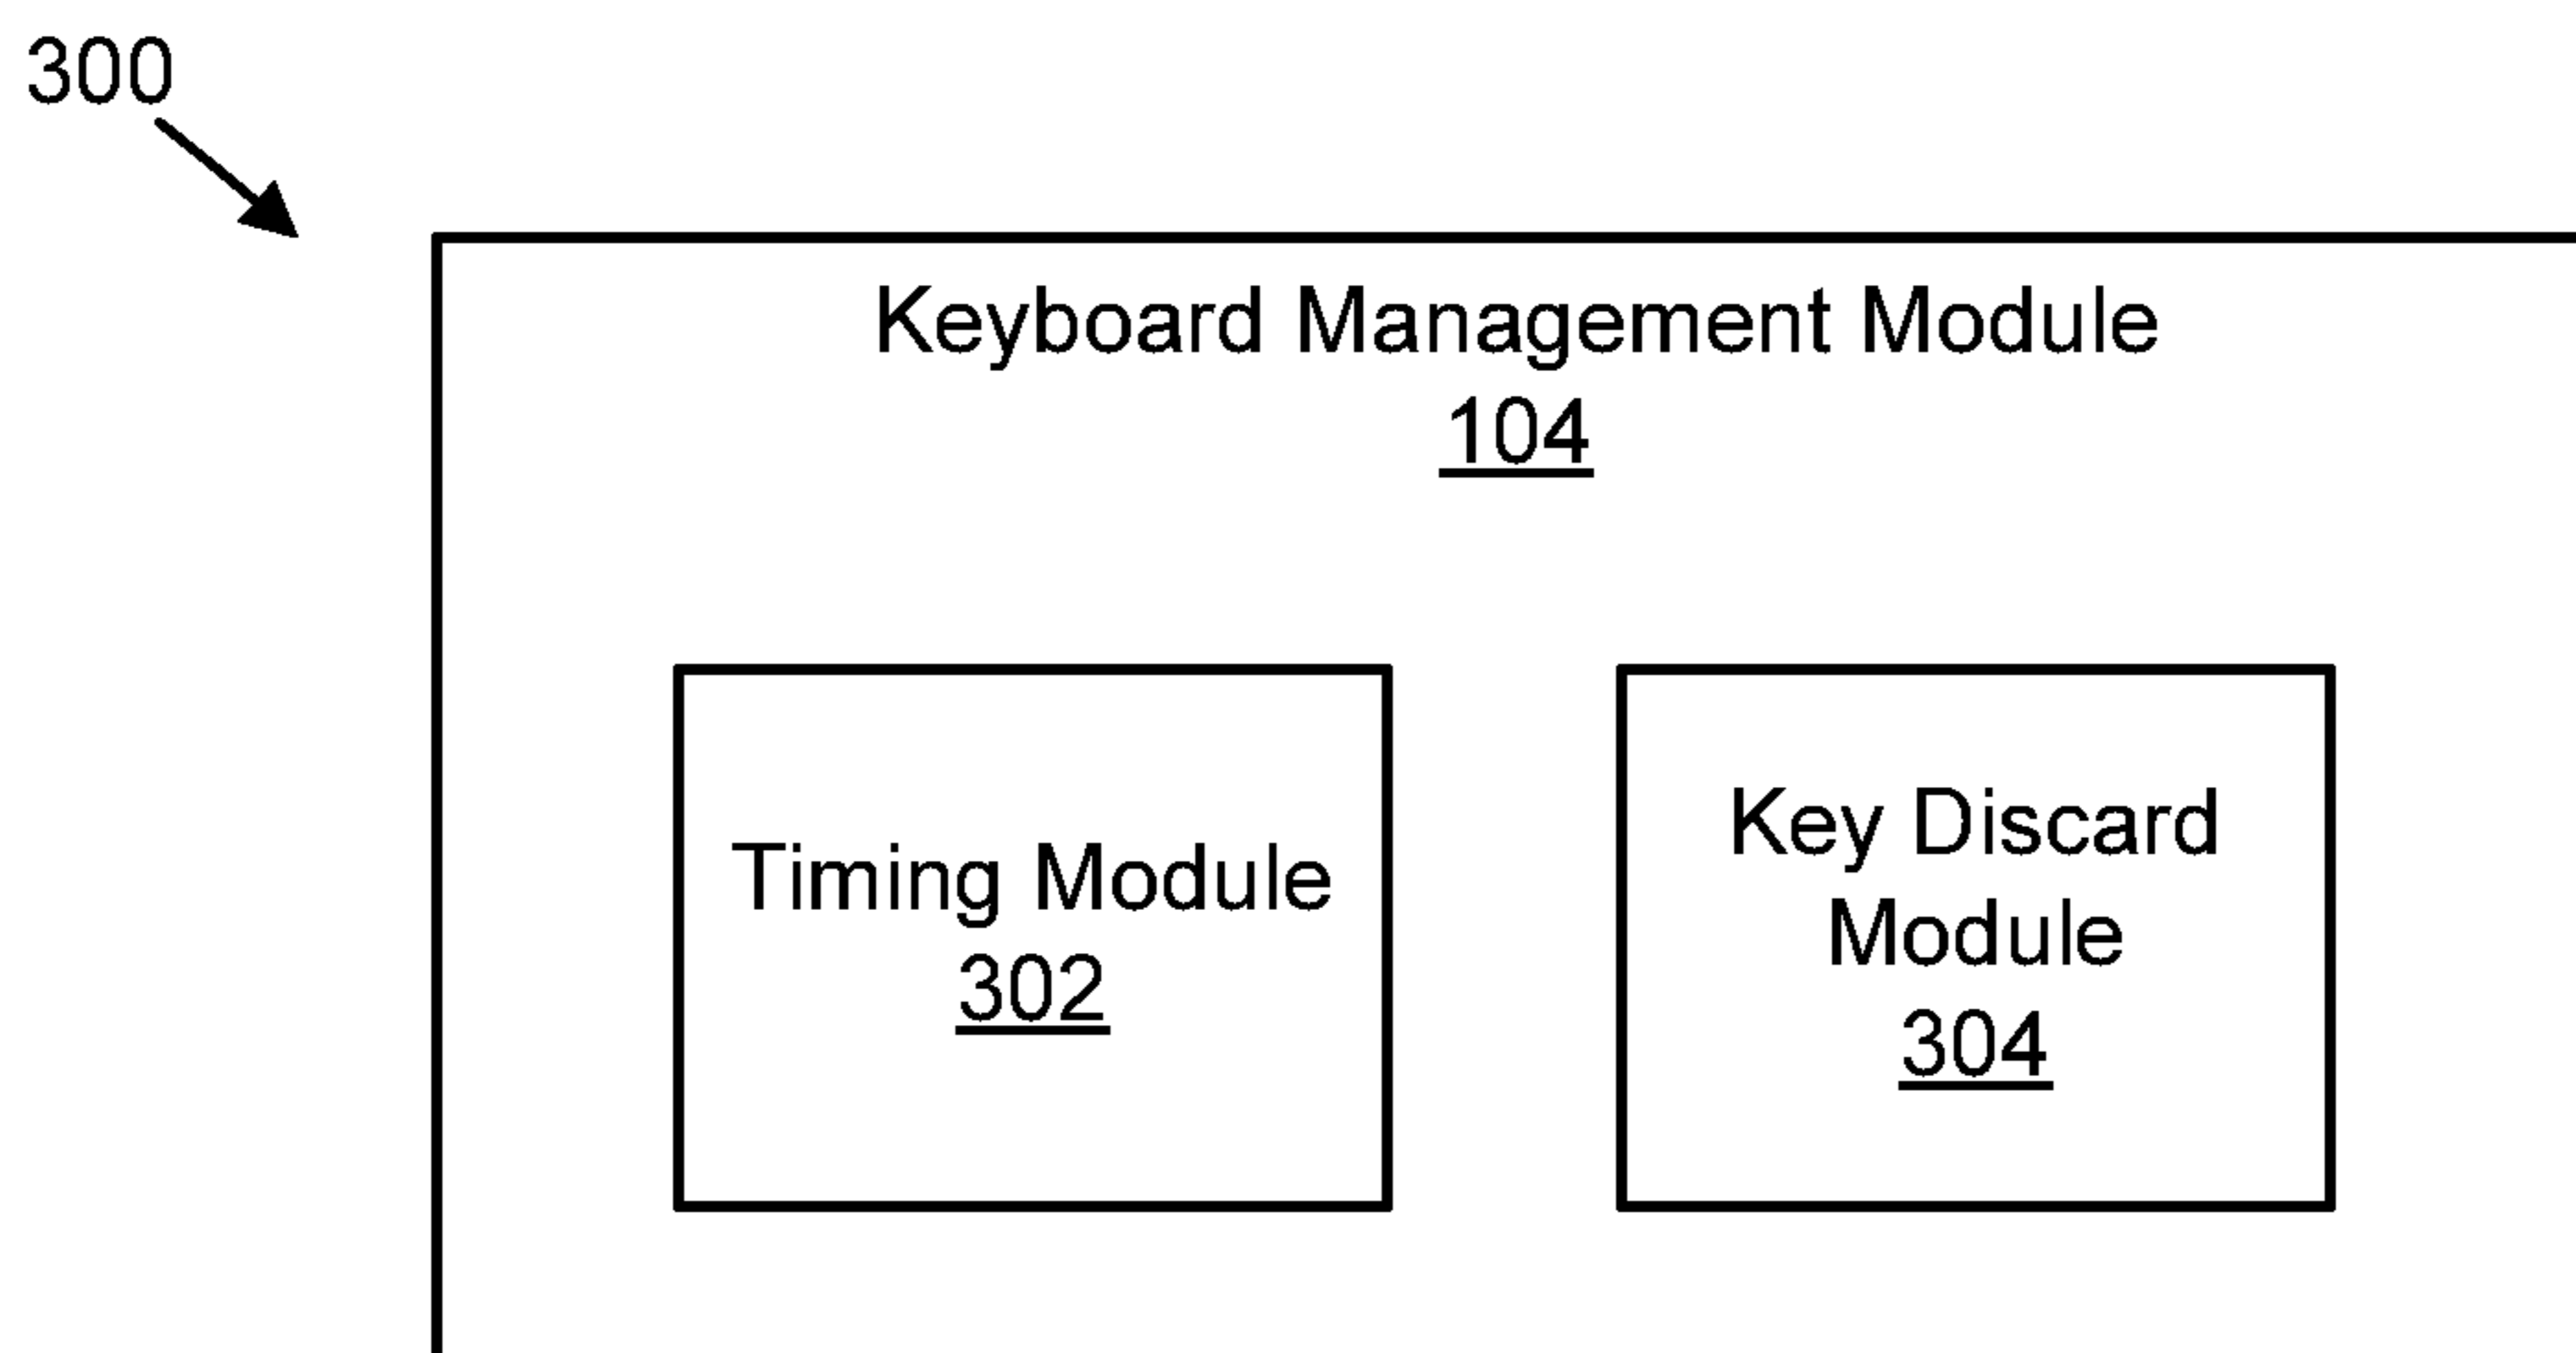 300
Keyboard Management Module
104
Timing Module
302
Key Discard
Module
304